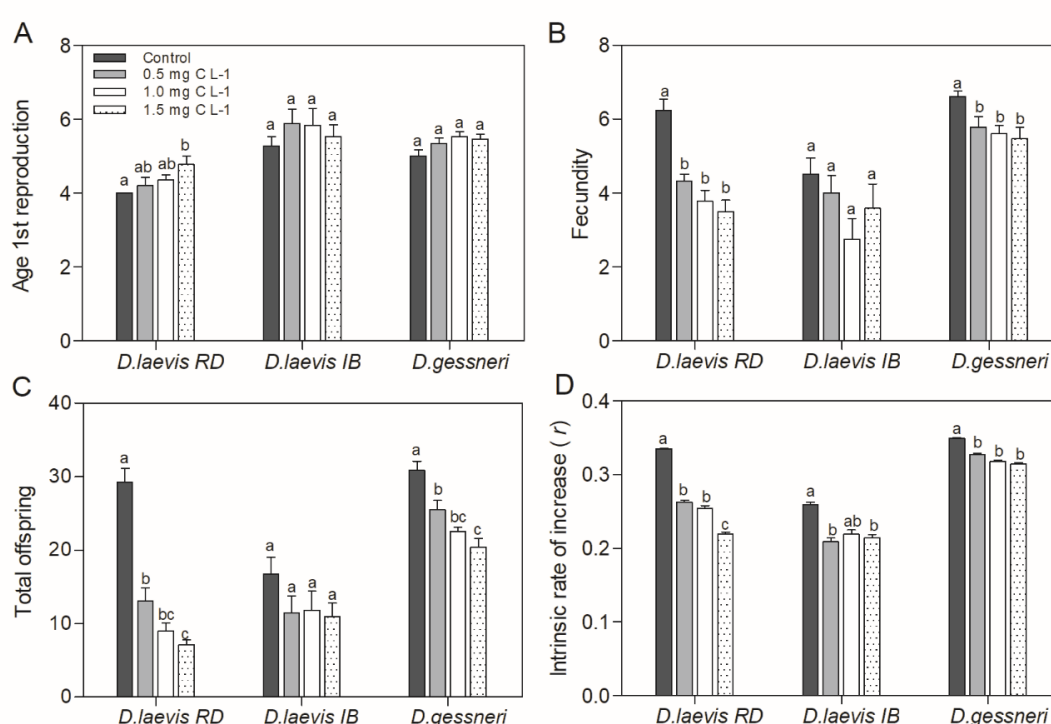 A
B
8
6
4
2
0
Age 1st reproduction
Control
0.5 mg C L-1
1.0 mg C L-1
1.5 mg C L-1
a ab ab b
a a a a
a a a a
D.laevis RD D.laevis IB D.gessneri
8
6
4
2
0
Fecundity
a b b b
a a a a
a b b b
D.laevis RD D.laevis IB D.gessneri
C
D
40
30
20
10
0
Total offspring
a b bc c
a a a a
a b bc c
D.laevis RD D.laevis IB D.gessneri
0.4
0.3
0.2
0.1
0.0
Intrinsic rate of increase ( r)
a b b c
a b ab b
a b b b
D.laevis RD D.laevis IB D.gessneri